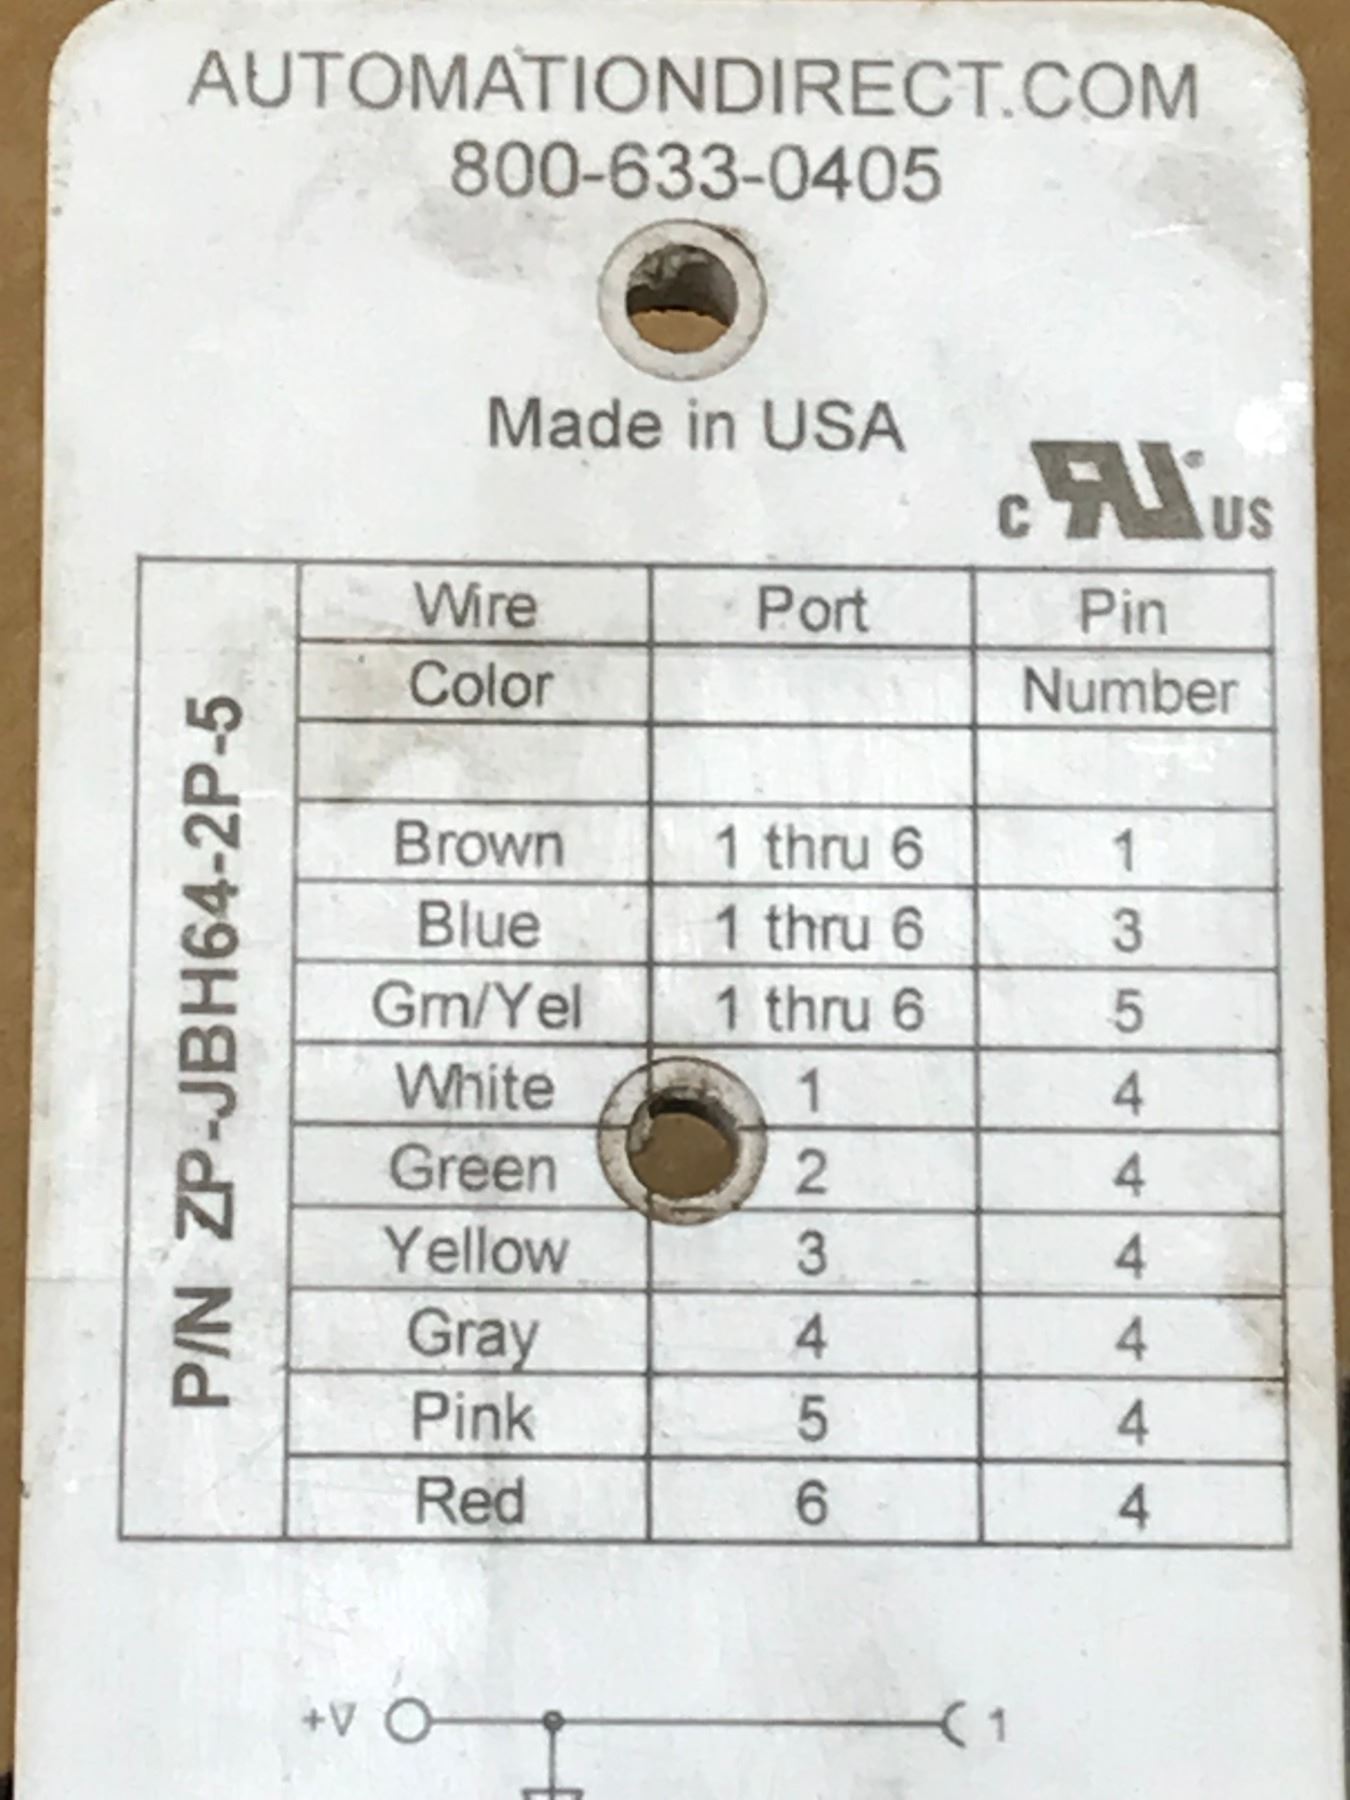 AUTOMATIONDIRECT.COM
800-633-0405
Made in USA
C RU ® US
P/N ZP-JBH64-2P-5
Wire Port Pin
Color Number
Brown 1 thru 6 1
Blue 1 thru 6 3
Grn/Yel 1 thru 6 5
White 1 4
Green 2 4
Yellow 3 4
Gray 4 4
Pink 5 4
Red 6 4
+V 1